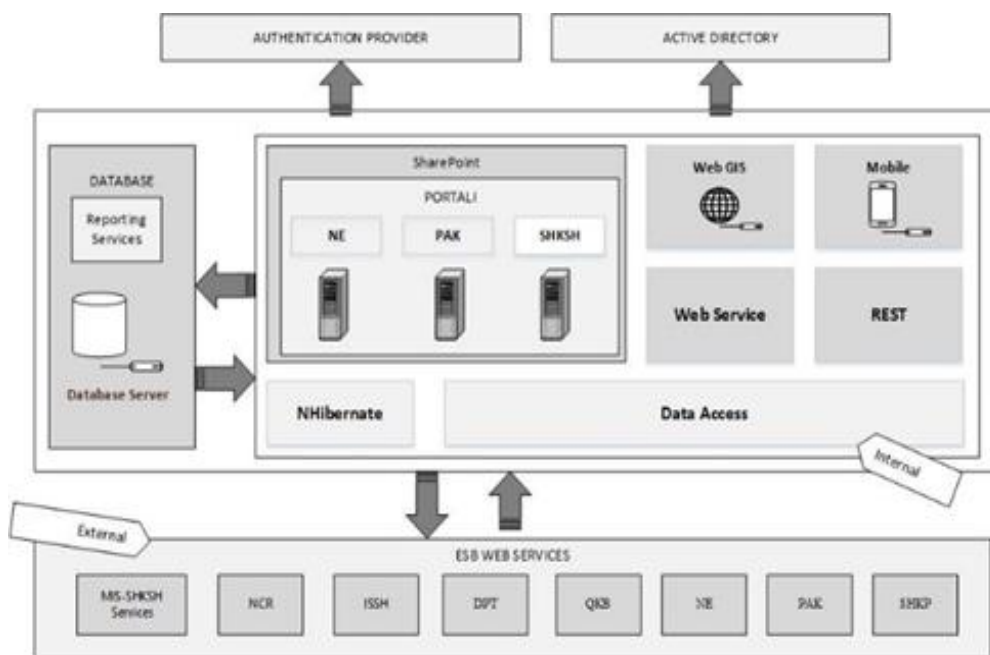 AUTHENTICATION PROVIDER
ACTIVE DIRECTORY
DATABASE
Reporting
Services
Database Server
SharePoint
PORTALI
NE
PAK
SHKSH
Web GIS
Mobile
Web Service
REST
NHibernate
Data Access
Internal
External
ESB WEB SERVICES
MIS-SHKSH
Services
NCR
ISSH
DPT
QKB
NE
PAK
SHKP